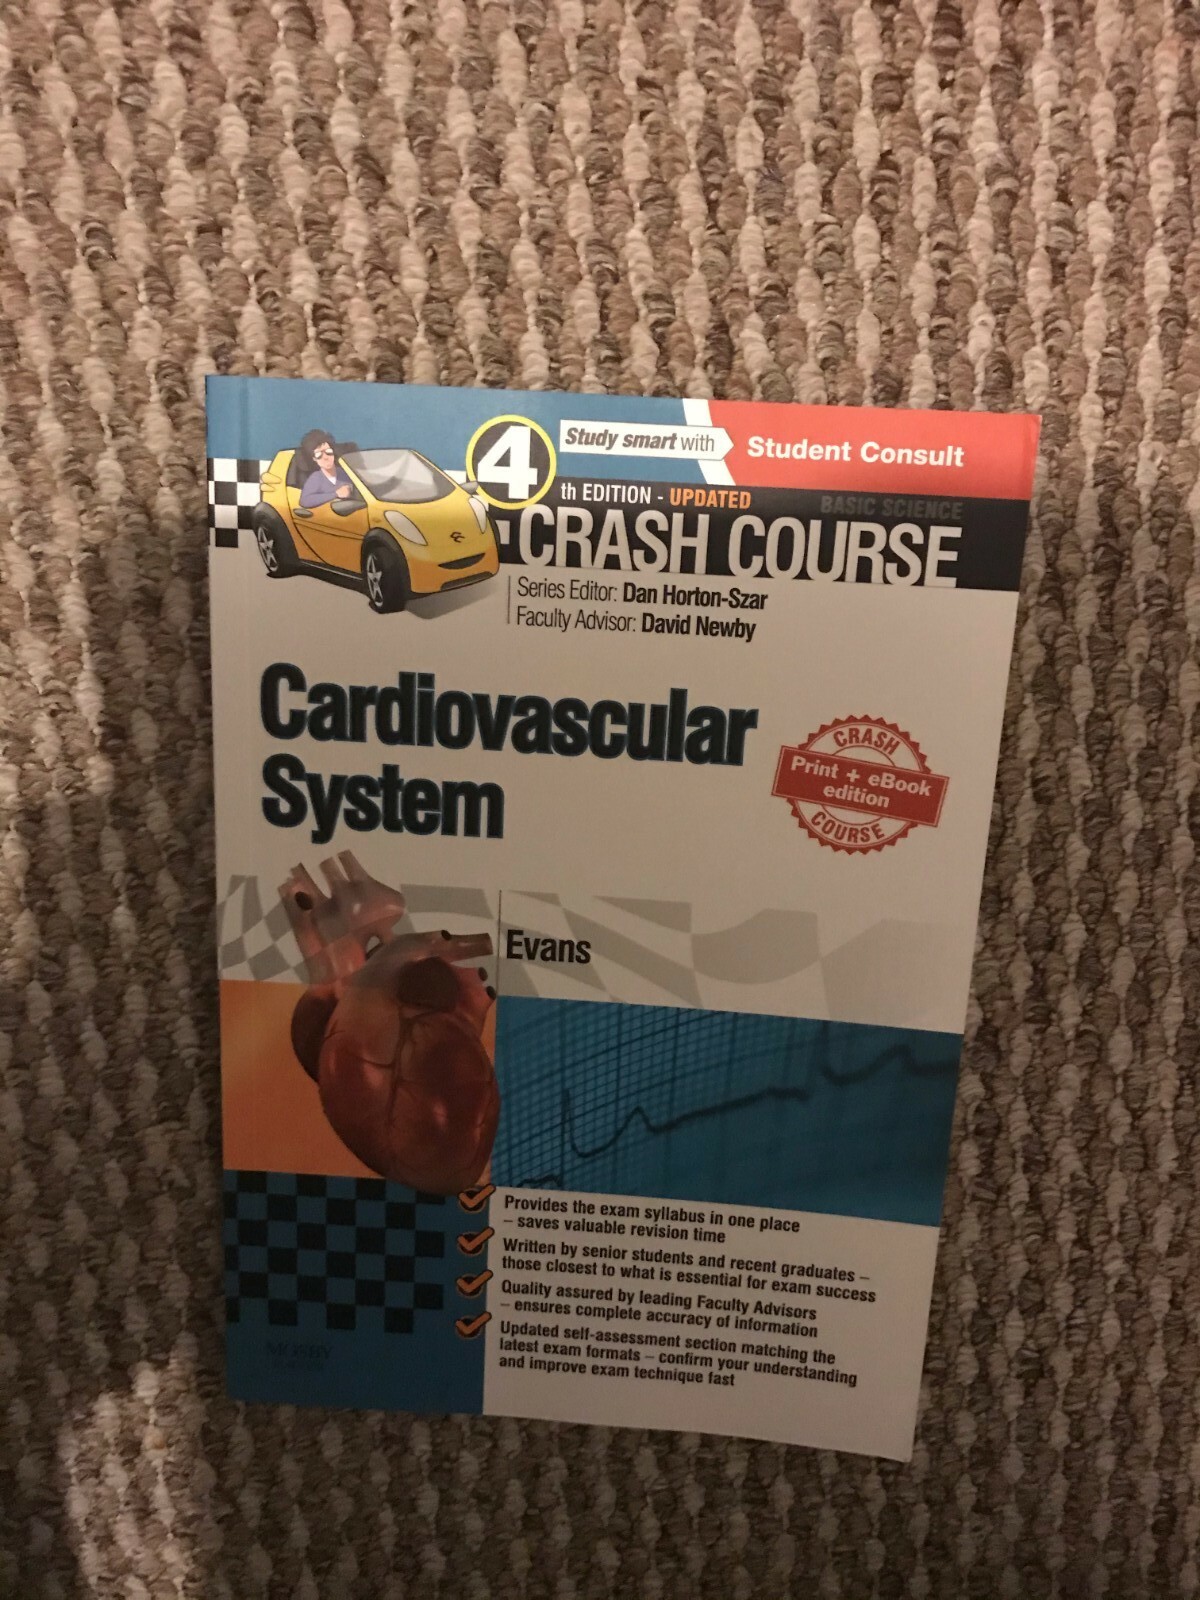 Study smart with
Student Consult
4
th EDITION - UPDATED
BASIC SCIENCE
CRASH COURSE
Series Editor: Dan Horton-Szar
Faculty Advisor: David Newby
Cardiovascular
System
CRASH
Print + eBook
edition
COURSE
Evans
Provides the exam syllabus in one place
– saves valuable revision time
Written by senior students and recent graduates –
those closest to what is essential for exam success
Quality assured by leading Faculty Advisors
– ensures complete accuracy of information
Updated self-assessment section matching the
latest exam formats – confirm your understanding
and improve exam technique fast
MOSBY